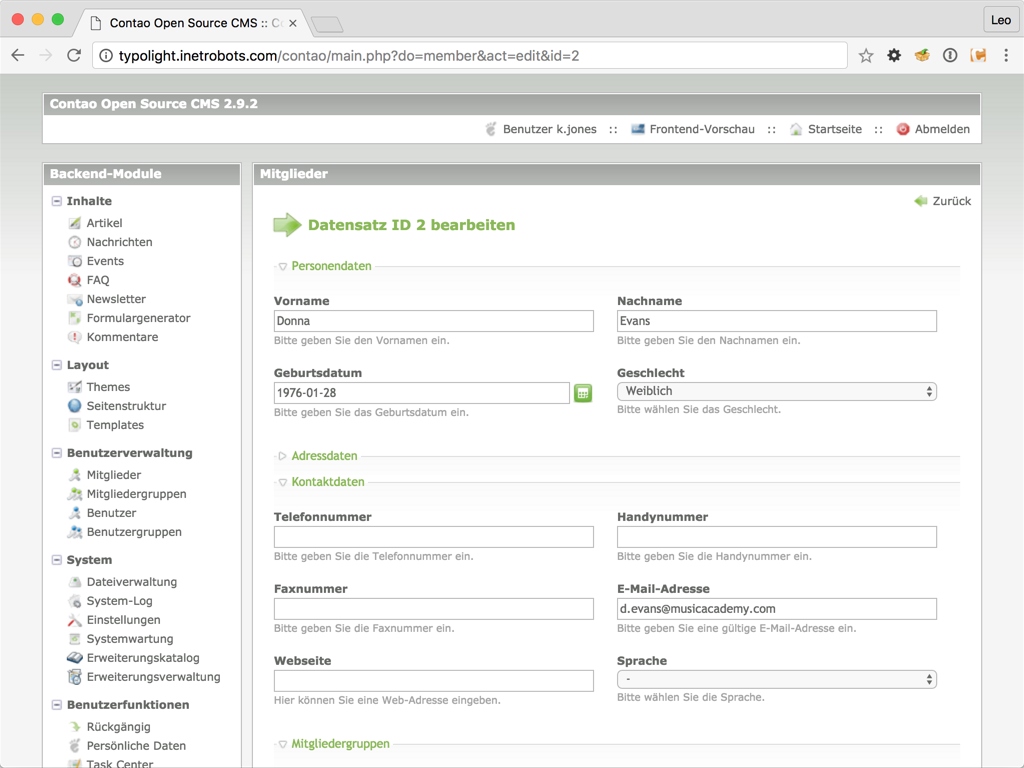 Contao Open Source CMS :: Co
Leo
typolight.inetrobots.com/contao/main.php?do=member&act=edit&id=2
Contao Open Source CMS 2.9.2
Benutzer k.jones :: Frontend-Vorschau :: Startseite :: Abmelden
Backend-Module
Inhalte
Artikel
Nachrichten
Events
FAQ
Newsletter
Formulargenerator
Kommentare
Layout
Themes
Seitenstruktur
Templates
Benutzerverwaltung
Mitglieder
Mitgliedergruppen
Benutzer
Benutzergruppen
System
Dateiverwaltung
System-Log
Einstellungen
Systemwartung
Erweiterungskatalog
Erweiterungsverwaltung
Benutzerfunktionen
Rückgängig
Persönliche Daten
Task Center
Mitglieder
Zurück
Datensatz ID 2 bearbeiten
Personendaten
Vorname
Donna
Bitte geben Sie den Vornamen ein.
Nachname
Evans
Bitte geben Sie den Nachnamen ein.
Geburtsdatum
1976-01-28
Bitte geben Sie das Geburtsdatum ein.
Geschlecht
Weiblich
Bitte wählen Sie das Geschlecht.
Adressdaten
Kontaktdaten
Telefonnummer
Bitte geben Sie die Telefonnummer ein.
Handynummer
Bitte geben Sie die Handynummer ein.
Faxnummer
Bitte geben Sie die Faxnummer ein.
E-Mail-Adresse
d.evans@musicacademy.com
Bitte geben Sie eine gültige E-Mail-Adresse ein.
Webseite
Hier können Sie eine Web-Adresse eingeben.
Sprache
-
Bitte wählen Sie die Sprache.
Mitgliedergruppen